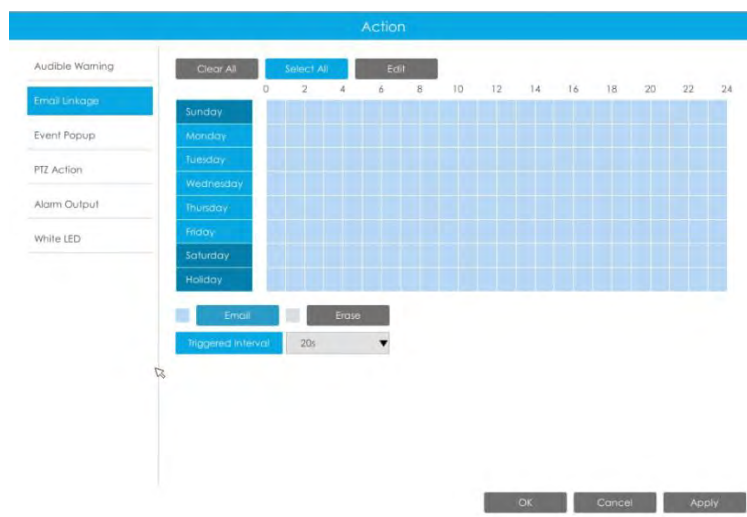 Action
Audible Warning
Email Linkage
Event Popup
PTZ Action
Alarm Output
White LED
Clear All Select All Edit
0 2 4 6 8 10 12 14 16 18 20 22 24
Sunday
Monday
Tuesday
Wednesday
Thursday
Friday
Saturday
Holiday
Email Erase
Triggered Interval 20s
OK Cancel Apply